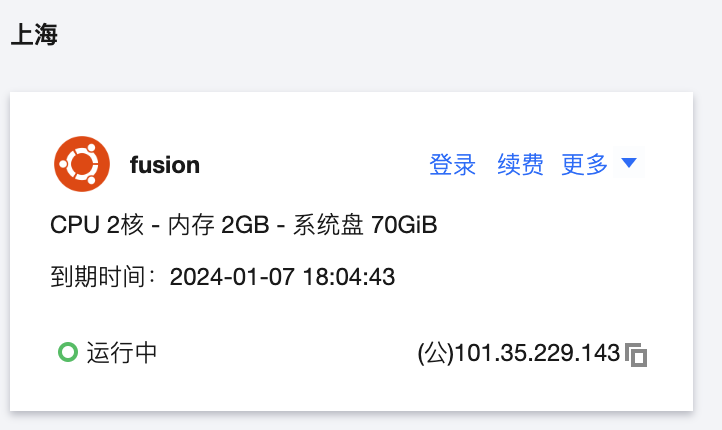 上海
fusion 登录 续费 更多
CPU 2核 - 内存 2GB - 系统盘 70GiB
到期时间：2024-01-07 18:04:43
运行中 (公)101.35.229.143